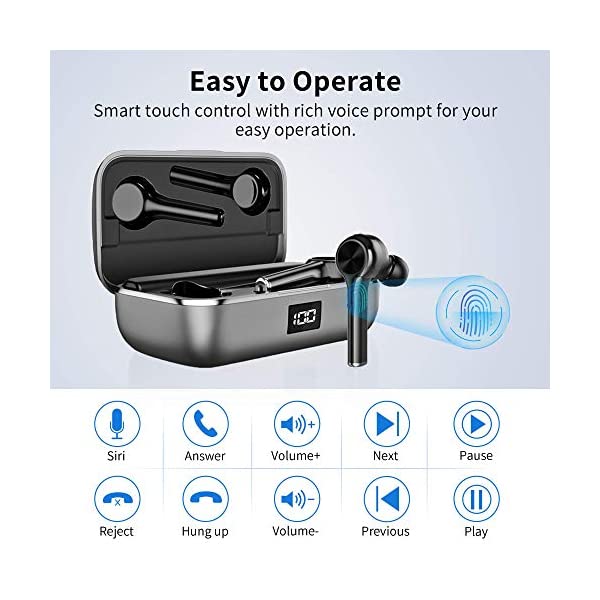 Easy to Operate
Smart touch control with rich voice prompt for your
easy operation.
100
Siri
Answer
Volume+
Next
Pause
Reject
Hung up
Volume-
Previous
Play